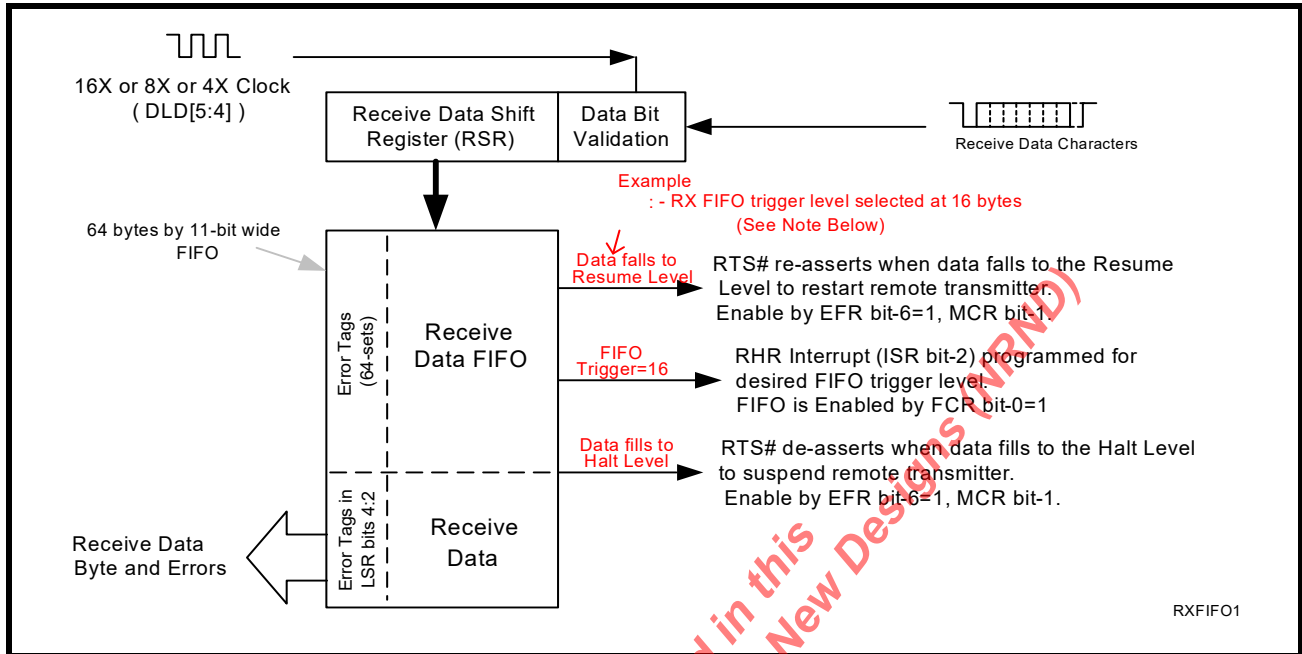 16X or 8X or 4X Clock
( DLD[5:4] )
Receive Data Shift
Register (RSR)
Data Bit
Validation
Receive Data Characters
Example
: - RX FIFO trigger level selected at 16 bytes
(See Note Below)
64 bytes by 11-bit wide
FIFO
Data falls to
Resume Level
RTS# re-asserts when data falls to the Resume
Level to restart remote transmitter.
Enable by EFR bit-6=1, MCR bit-1.
Error Tags
(64-sets)
Receive
Data FIFO
FIFO
Trigger=16
RHR Interrupt (ISR bit-2) programmed for
desired FIFO trigger level.
FIFO is Enabled by FCR bit-0=1
Data fills to
Halt Level
RTS# de-asserts when data fills to the Halt Level
to suspend remote transmitter.
Enable by EFR bit-6=1, MCR bit-1.
Receive Data
Byte and Errors
Error Tags in
LSR bits 4:2
Receive
Data
RXFIFO1
in this
New Designs (NRND)